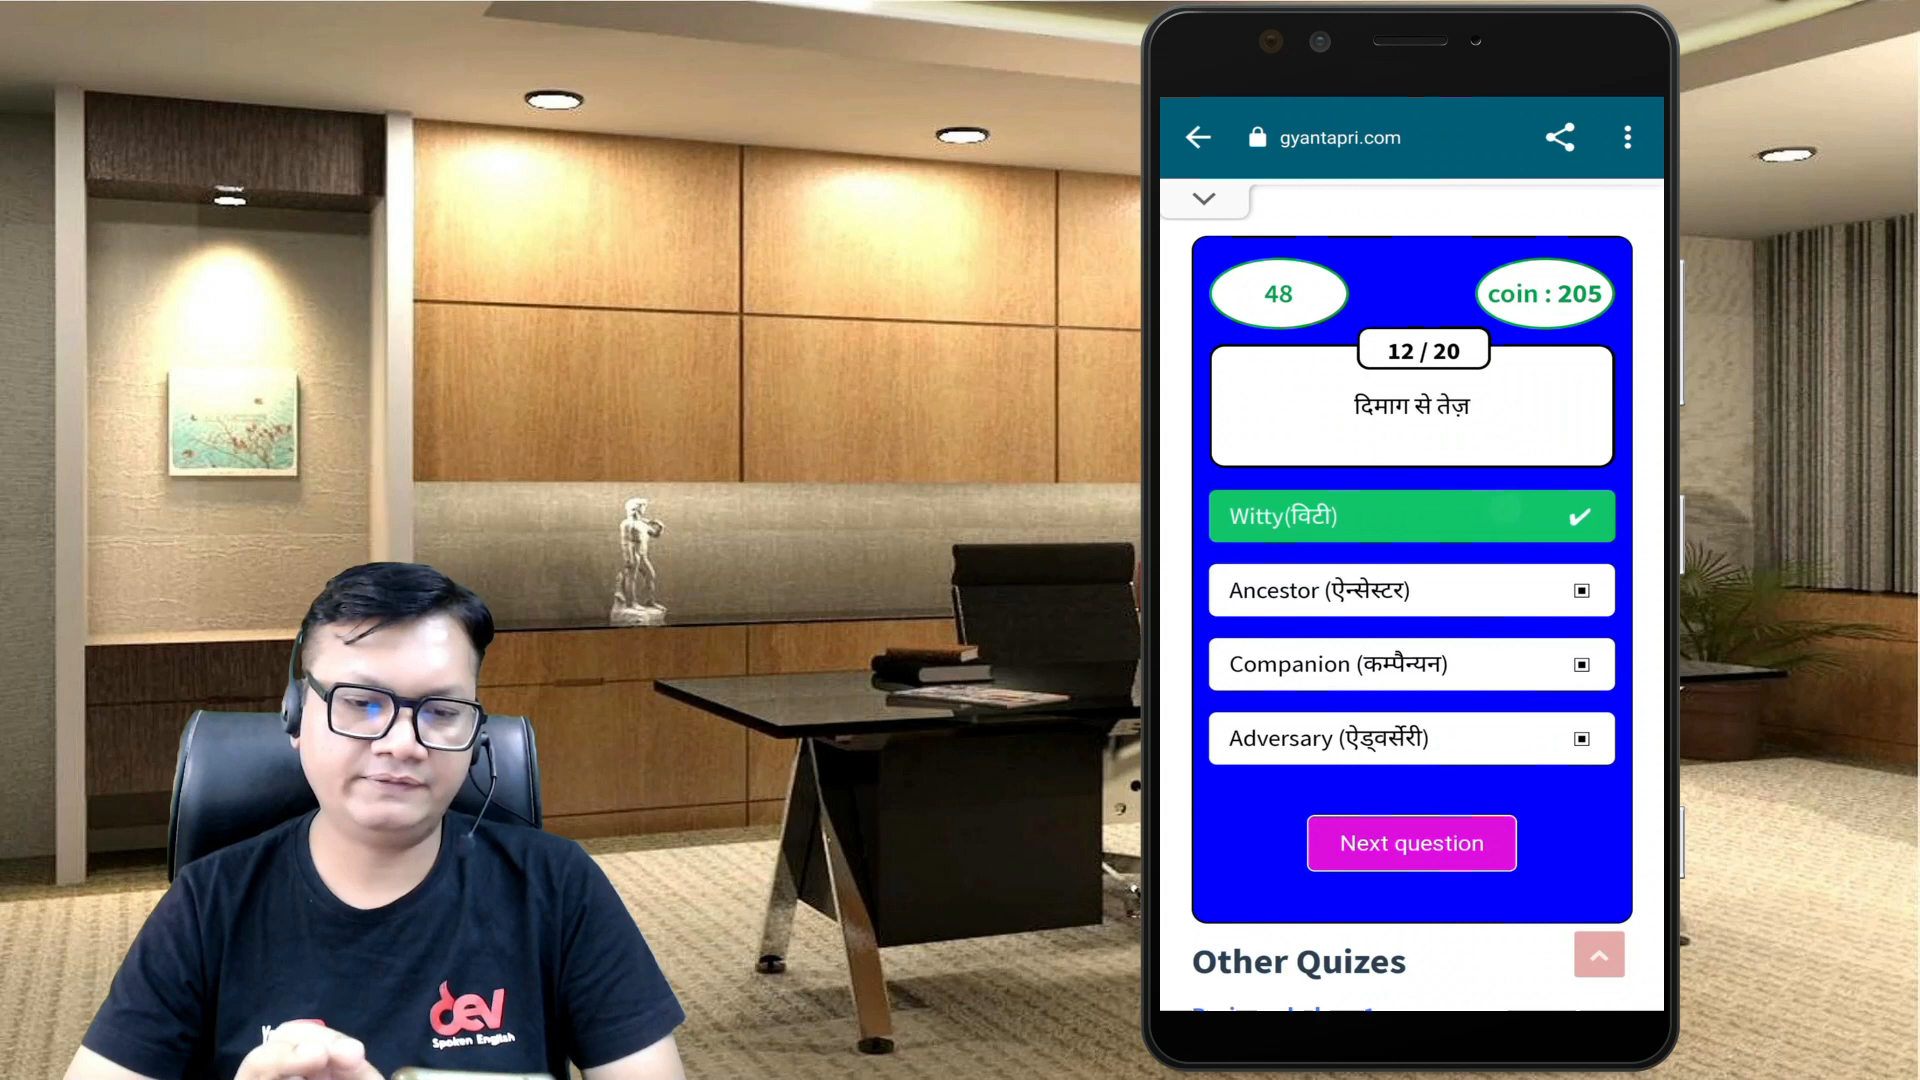 gyantapri.com
48
coin : 205
12 / 20
दिमाग से तेज़
Witty(विटी)
Ancestor (ऐन्सेस्टर)
Companion (कम्पैन्यन)
Adversary (ऐड्वर्सेरी)
Next question
Other Quizes
dev
Spoken English